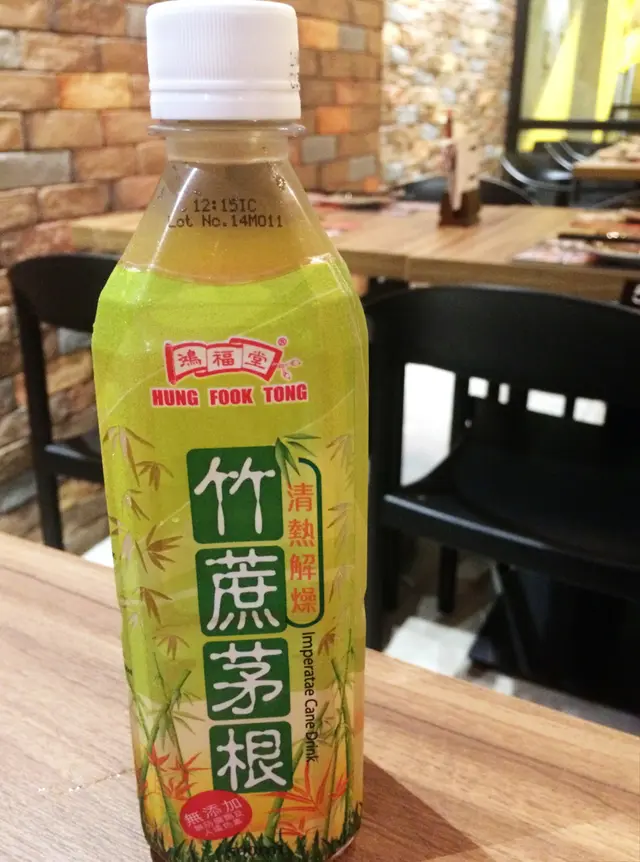 12:15IC
Lot No.14M011
鴻福堂®
HUNG FOOK TONG
竹蔗茅根
清熱解燥
Imperatae Cane Drink
無添加